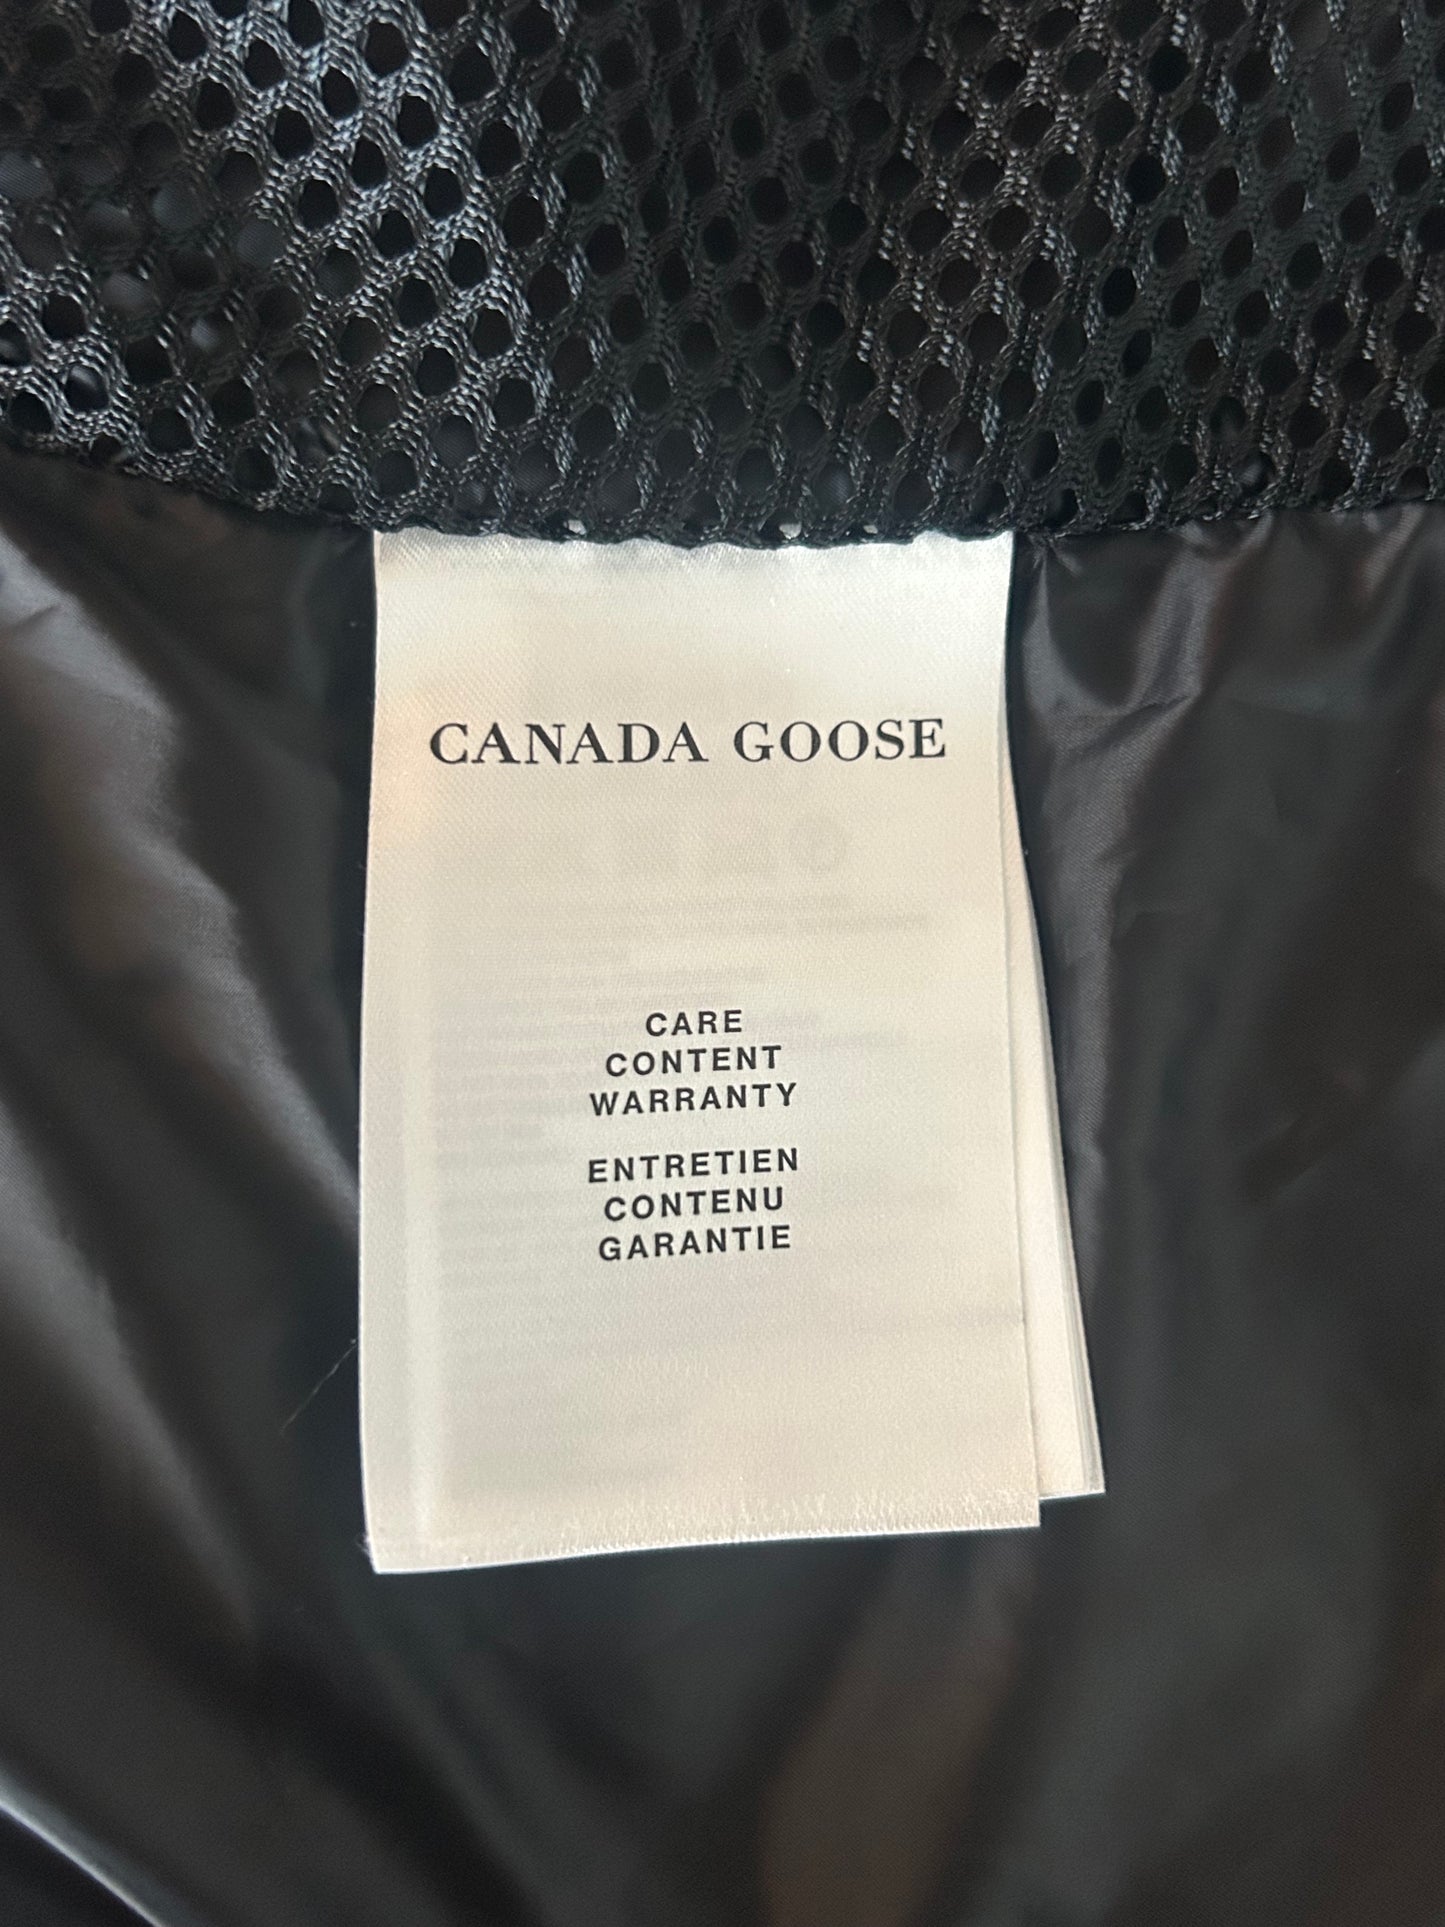 CANADA GOOSE
CARE
CONTENT
WARRANTY
ENTRETIEN
CONTENU
GARANTIE